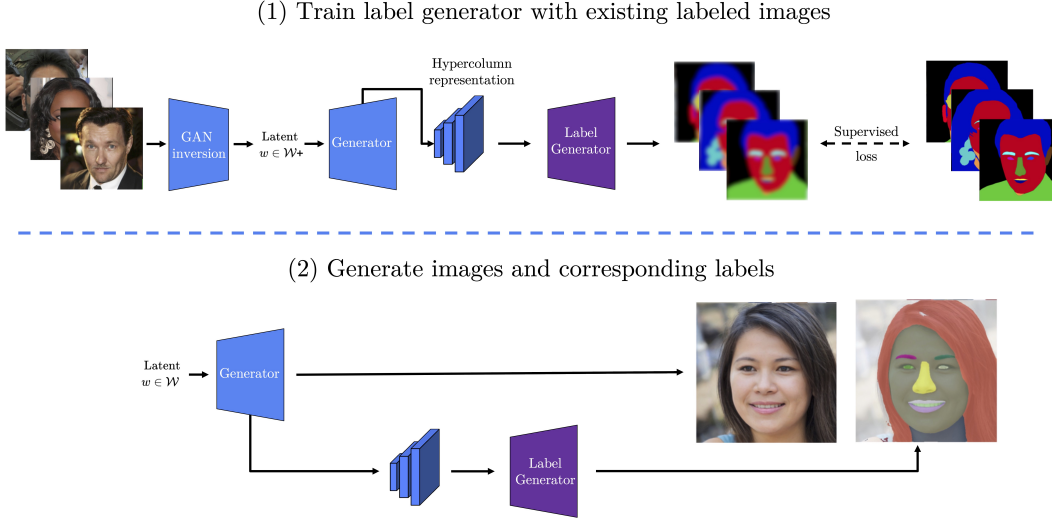 (1) Train label generator with existing labeled images
Hypercolumn
representation
GAN
inversion
Latent
w ∈ W+
Generator
Label
Generator
Supervised
loss
(2) Generate images and corresponding labels
Latent
w ∈ W
Generator
Label
Generator